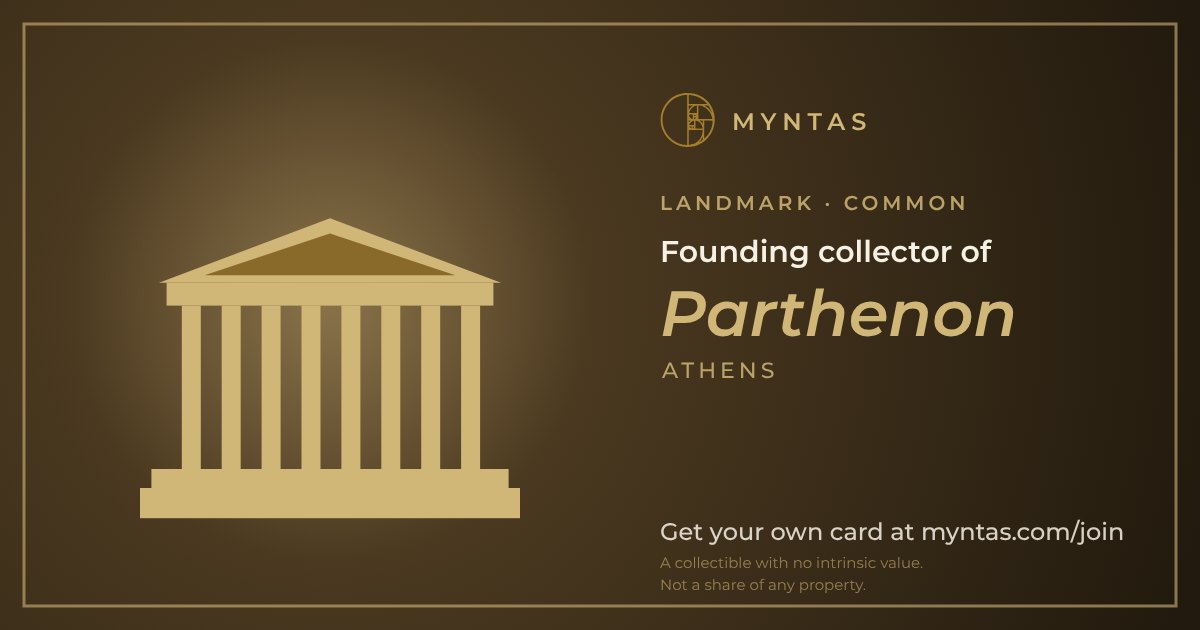 MYNTAS
LANDMARK · COMMON
Founding collector of
Parthenon
ATHENS
Get your own card at myntas.com/join
A collectible with no intrinsic value.
Not a share of any property.